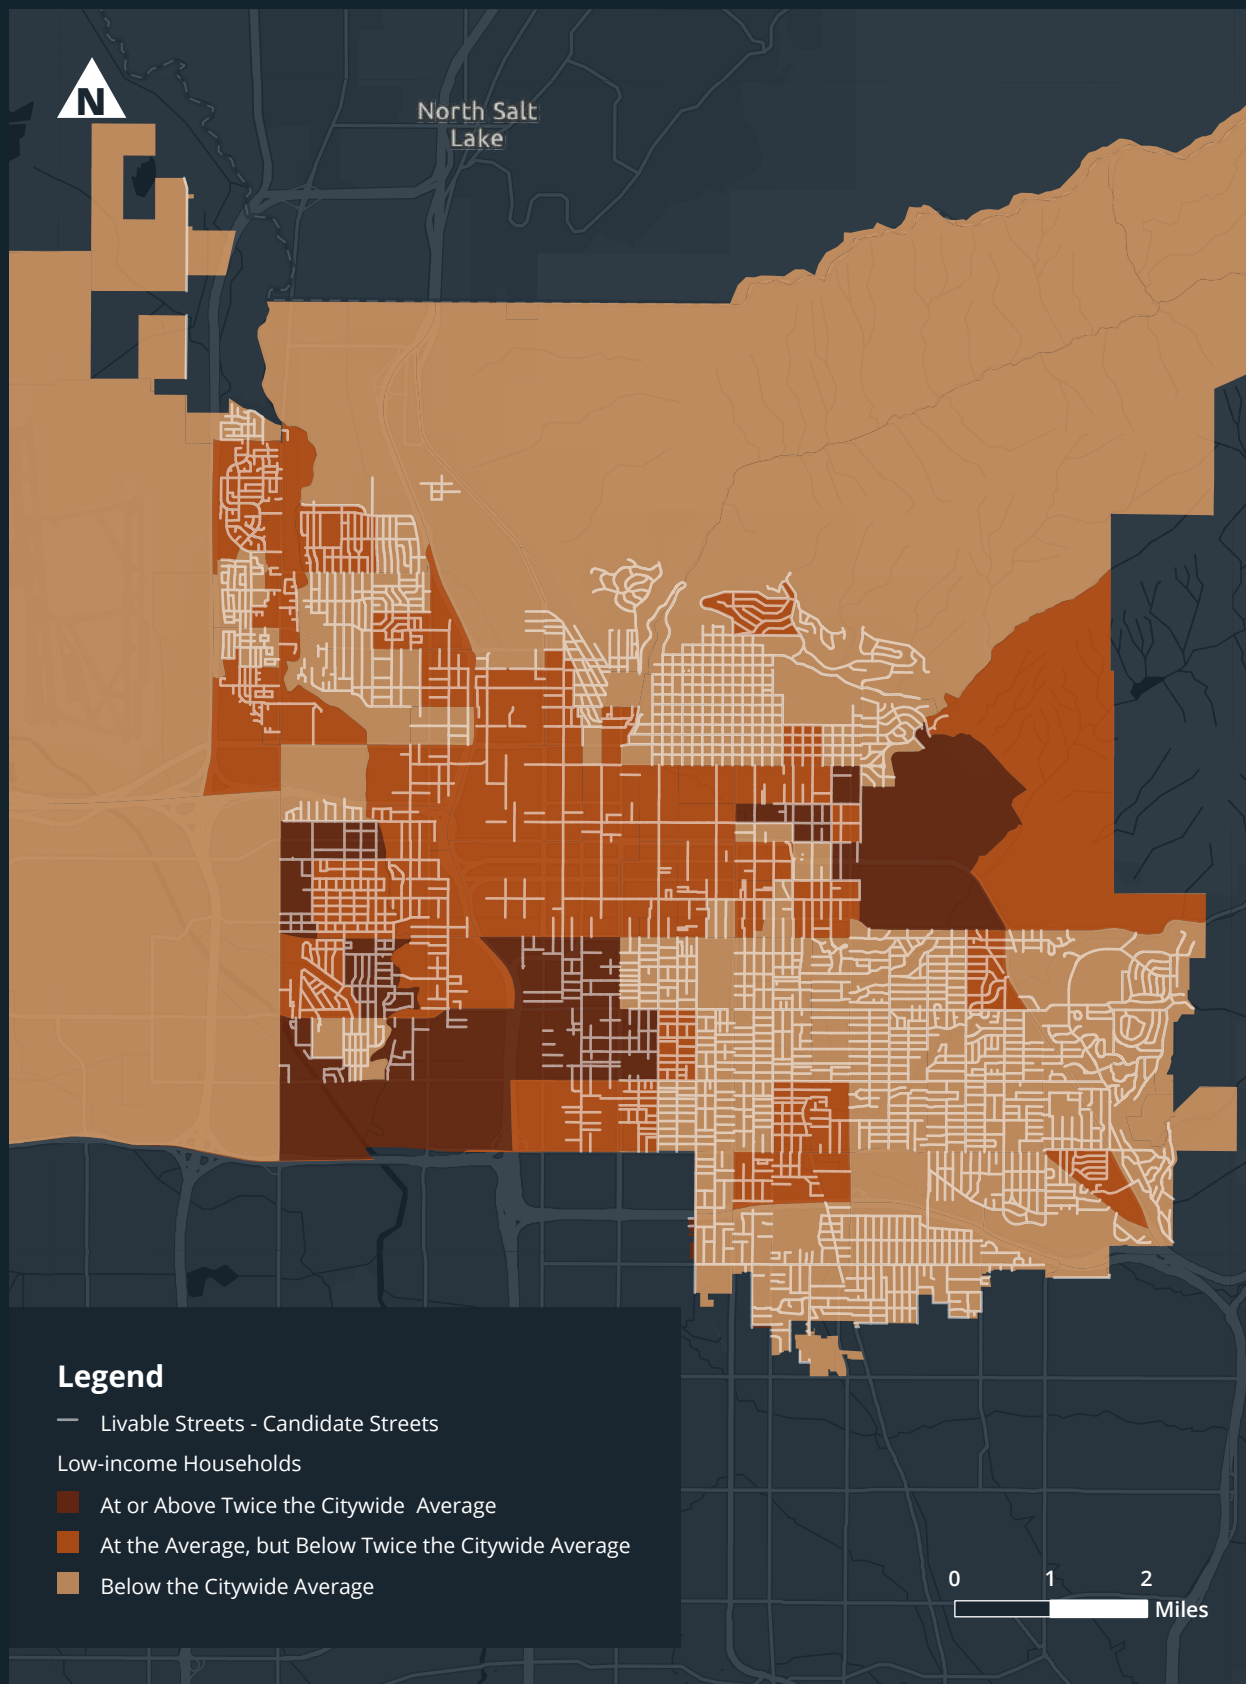 N
North Salt
Lake
Legend
Livable Streets - Candidate Streets
Low-income Households
At or Above Twice the Citywide  Average
At the Average, but Below Twice the Citywide Average
Below the Citywide Average
0 1 2
Miles